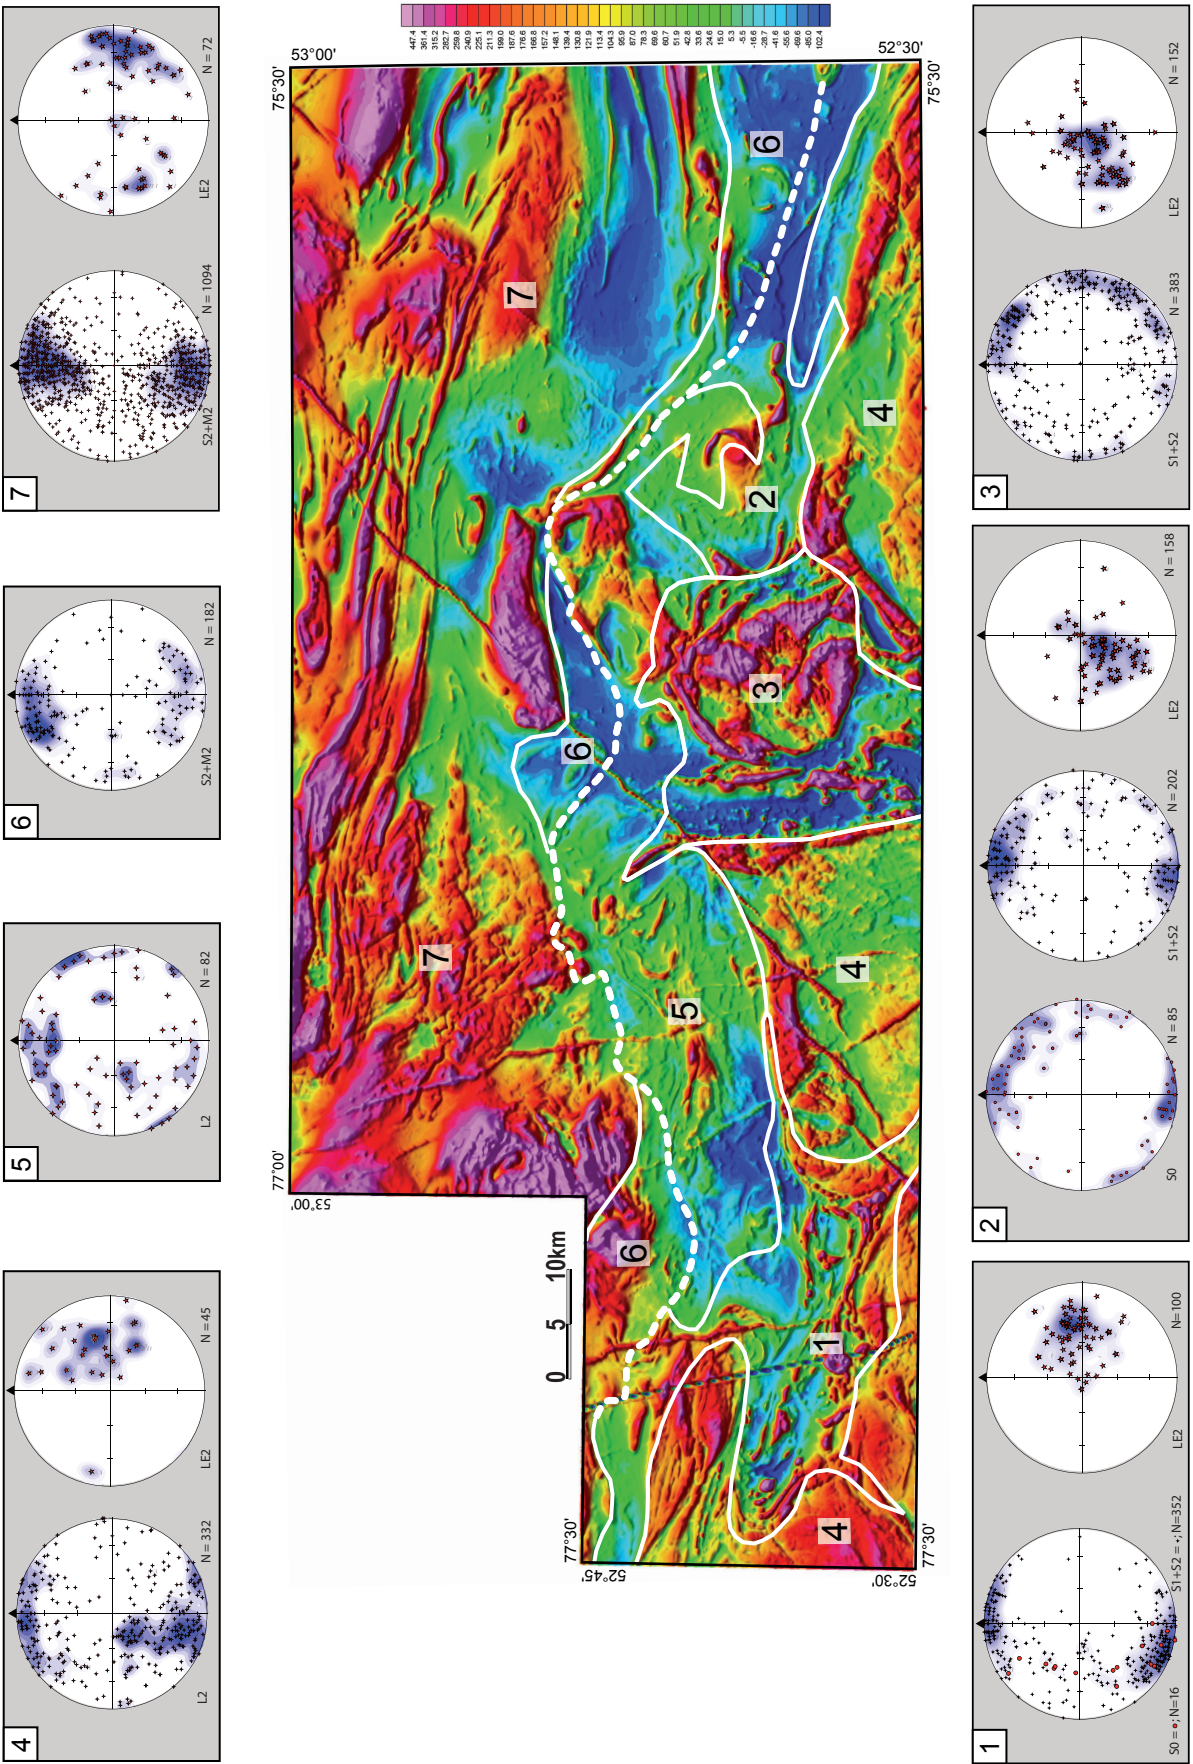 4
L2
N = 332
LE2
N = 45
5
L2
N = 82
6
S2+M2
N = 182
7
S2+M2
N = 1094
LE2
N = 72
77°00'
53°00'
75°30'
53°00'
77°30'
52°45'
0 5 10km
7
7
6
6
6
5
2
3
4
4
4
1
52°30'
77°30'
75°30'
52°30'
447.4
361.4
315.2
282.7
259.8
240.9
225.1
211.3
199.0
187.6
176.6
166.8
157.2
148.1
139.4
130.8
121.9
113.4
104.3
95.9
87.0
78.3
69.6
60.7
51.9
42.8
33.6
24.6
15.0
5.3
-5.5
-16.6
-28.7
-41.6
-55.6
-69.6
-85.0
-102.4
1
S0 = •; N=16
S1+S2 = +; N=352
LE2
N=100
2
S0
N = 85
S1+S2
N = 202
LE2
N = 158
3
S1+S2
N = 383
LE2
N = 152